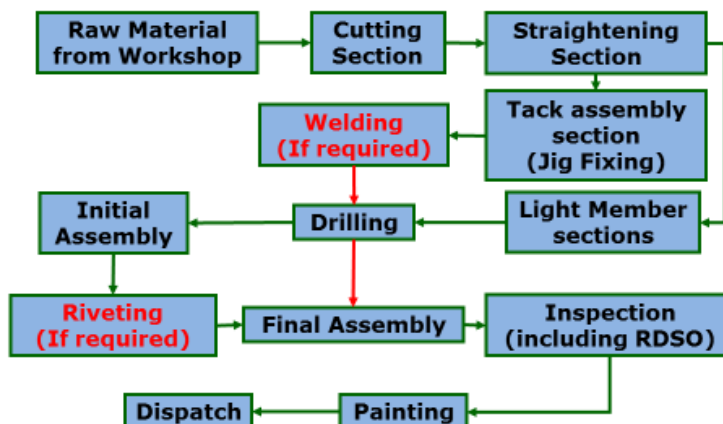 Raw Material
from Workshop
Cutting
Section
Straightening
Section
Welding
(If required)
Tack assembly
section
(Jig Fixing)
Initial
Assembly
Drilling
Light Member
sections
Riveting
(If required)
Final Assembly
Inspection
(including RDSO)
Dispatch
Painting